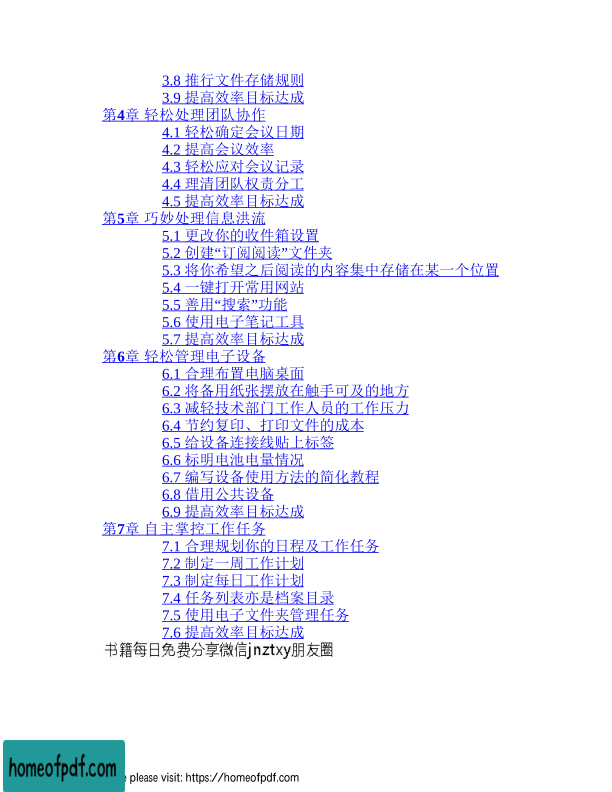 3.8 推行文件存储规则
3.9 提高效率目标达成
第4章 轻松处理团队协作
4.1 轻松确定会议日期
4.2 提高会议效率
4.3 轻松应对会议记录
4.4 理清团队权责分工
4.5 提高效率目标达成
第5章 巧妙处理信息洪流
5.1 更改你的收件箱设置
5.2 创建“订阅阅读”文件夹
5.3 将你希望之后阅读的内容集中存储在某一个位置
5.4 一键打开常用网站
5.5 善用“搜索”功能
5.6 使用电子笔记工具
5.7 提高效率目标达成
第6章 轻松管理电子设备
6.1 合理布置电脑桌面
6.2 将备用纸张摆放在触手可及的地方
6.3 减轻技术部门工作人员的工作压力
6.4 节约复印、打印文件的成本
6.5 给设备连接线贴上标签
6.6 标明电池电量情况
6.7 编写设备使用方法的简化教程
6.8 借用公共设备
6.9 提高效率目标达成
第7章 自主掌控工作任务
7.1 合理规划你的日程及工作任务
7.2 制定一周工作计划
7.3 制定每日工作计划
7.4 任务列表亦是档案目录
7.5 使用电子文件夹管理任务
7.6 提高效率目标达成
书籍每日免费分享微信jnztxy朋友圈
homeofpdf.com
please visit: https://homeofpdf.com